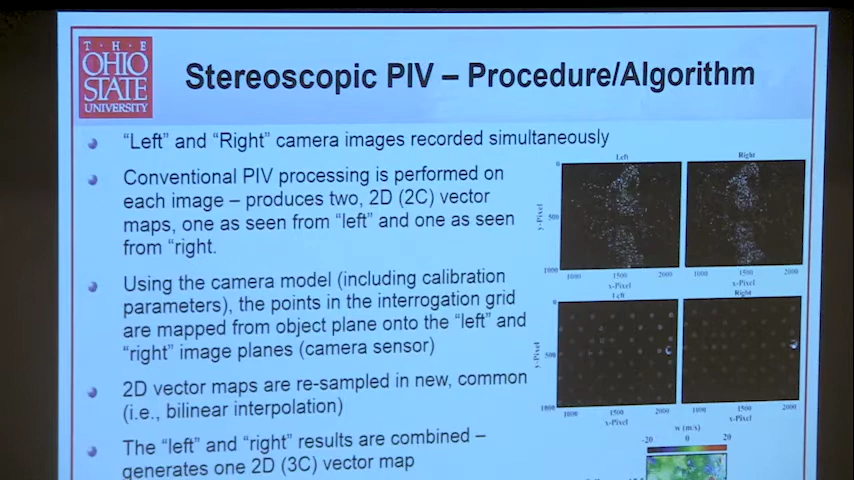 T · H · E
OHIO
STATE
UNIVERSITY
Stereoscopic PIV – Procedure/Algorithm
“Left” and “Right” camera images recorded simultaneously
Conventional PIV processing is performed on
each image – produces two, 2D (2C) vector
maps, one as seen from “left” and one as seen
from “right.
Using the camera model (including calibration
parameters), the points in the interrogation grid
are mapped from object plane onto the “left” and
“right” image planes (camera sensor)
2D vector maps are re-sampled in new, common
(i.e., bilinear interpolation)
The “left” and “right” results are combined –
generates one 2D (3C) vector map
Left
Right
0
y-Pixel
500
1000
1000 1500 2000
1000 1500 2000
x-Pixel
x-Pixel
Left
Right
0
y-Pixel
500
1000
1000 1500 2000
1000 1500 2000
x-Pixel
x-Pixel
w (m/s)
-20 0 20